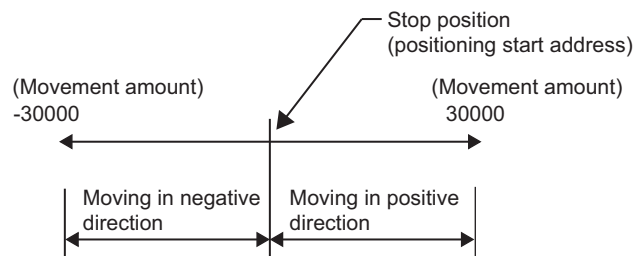 Stop position
(positioning start address)
(Movement amount)
-30000
(Movement amount)
30000
Moving in negative
direction
Moving in positive
direction